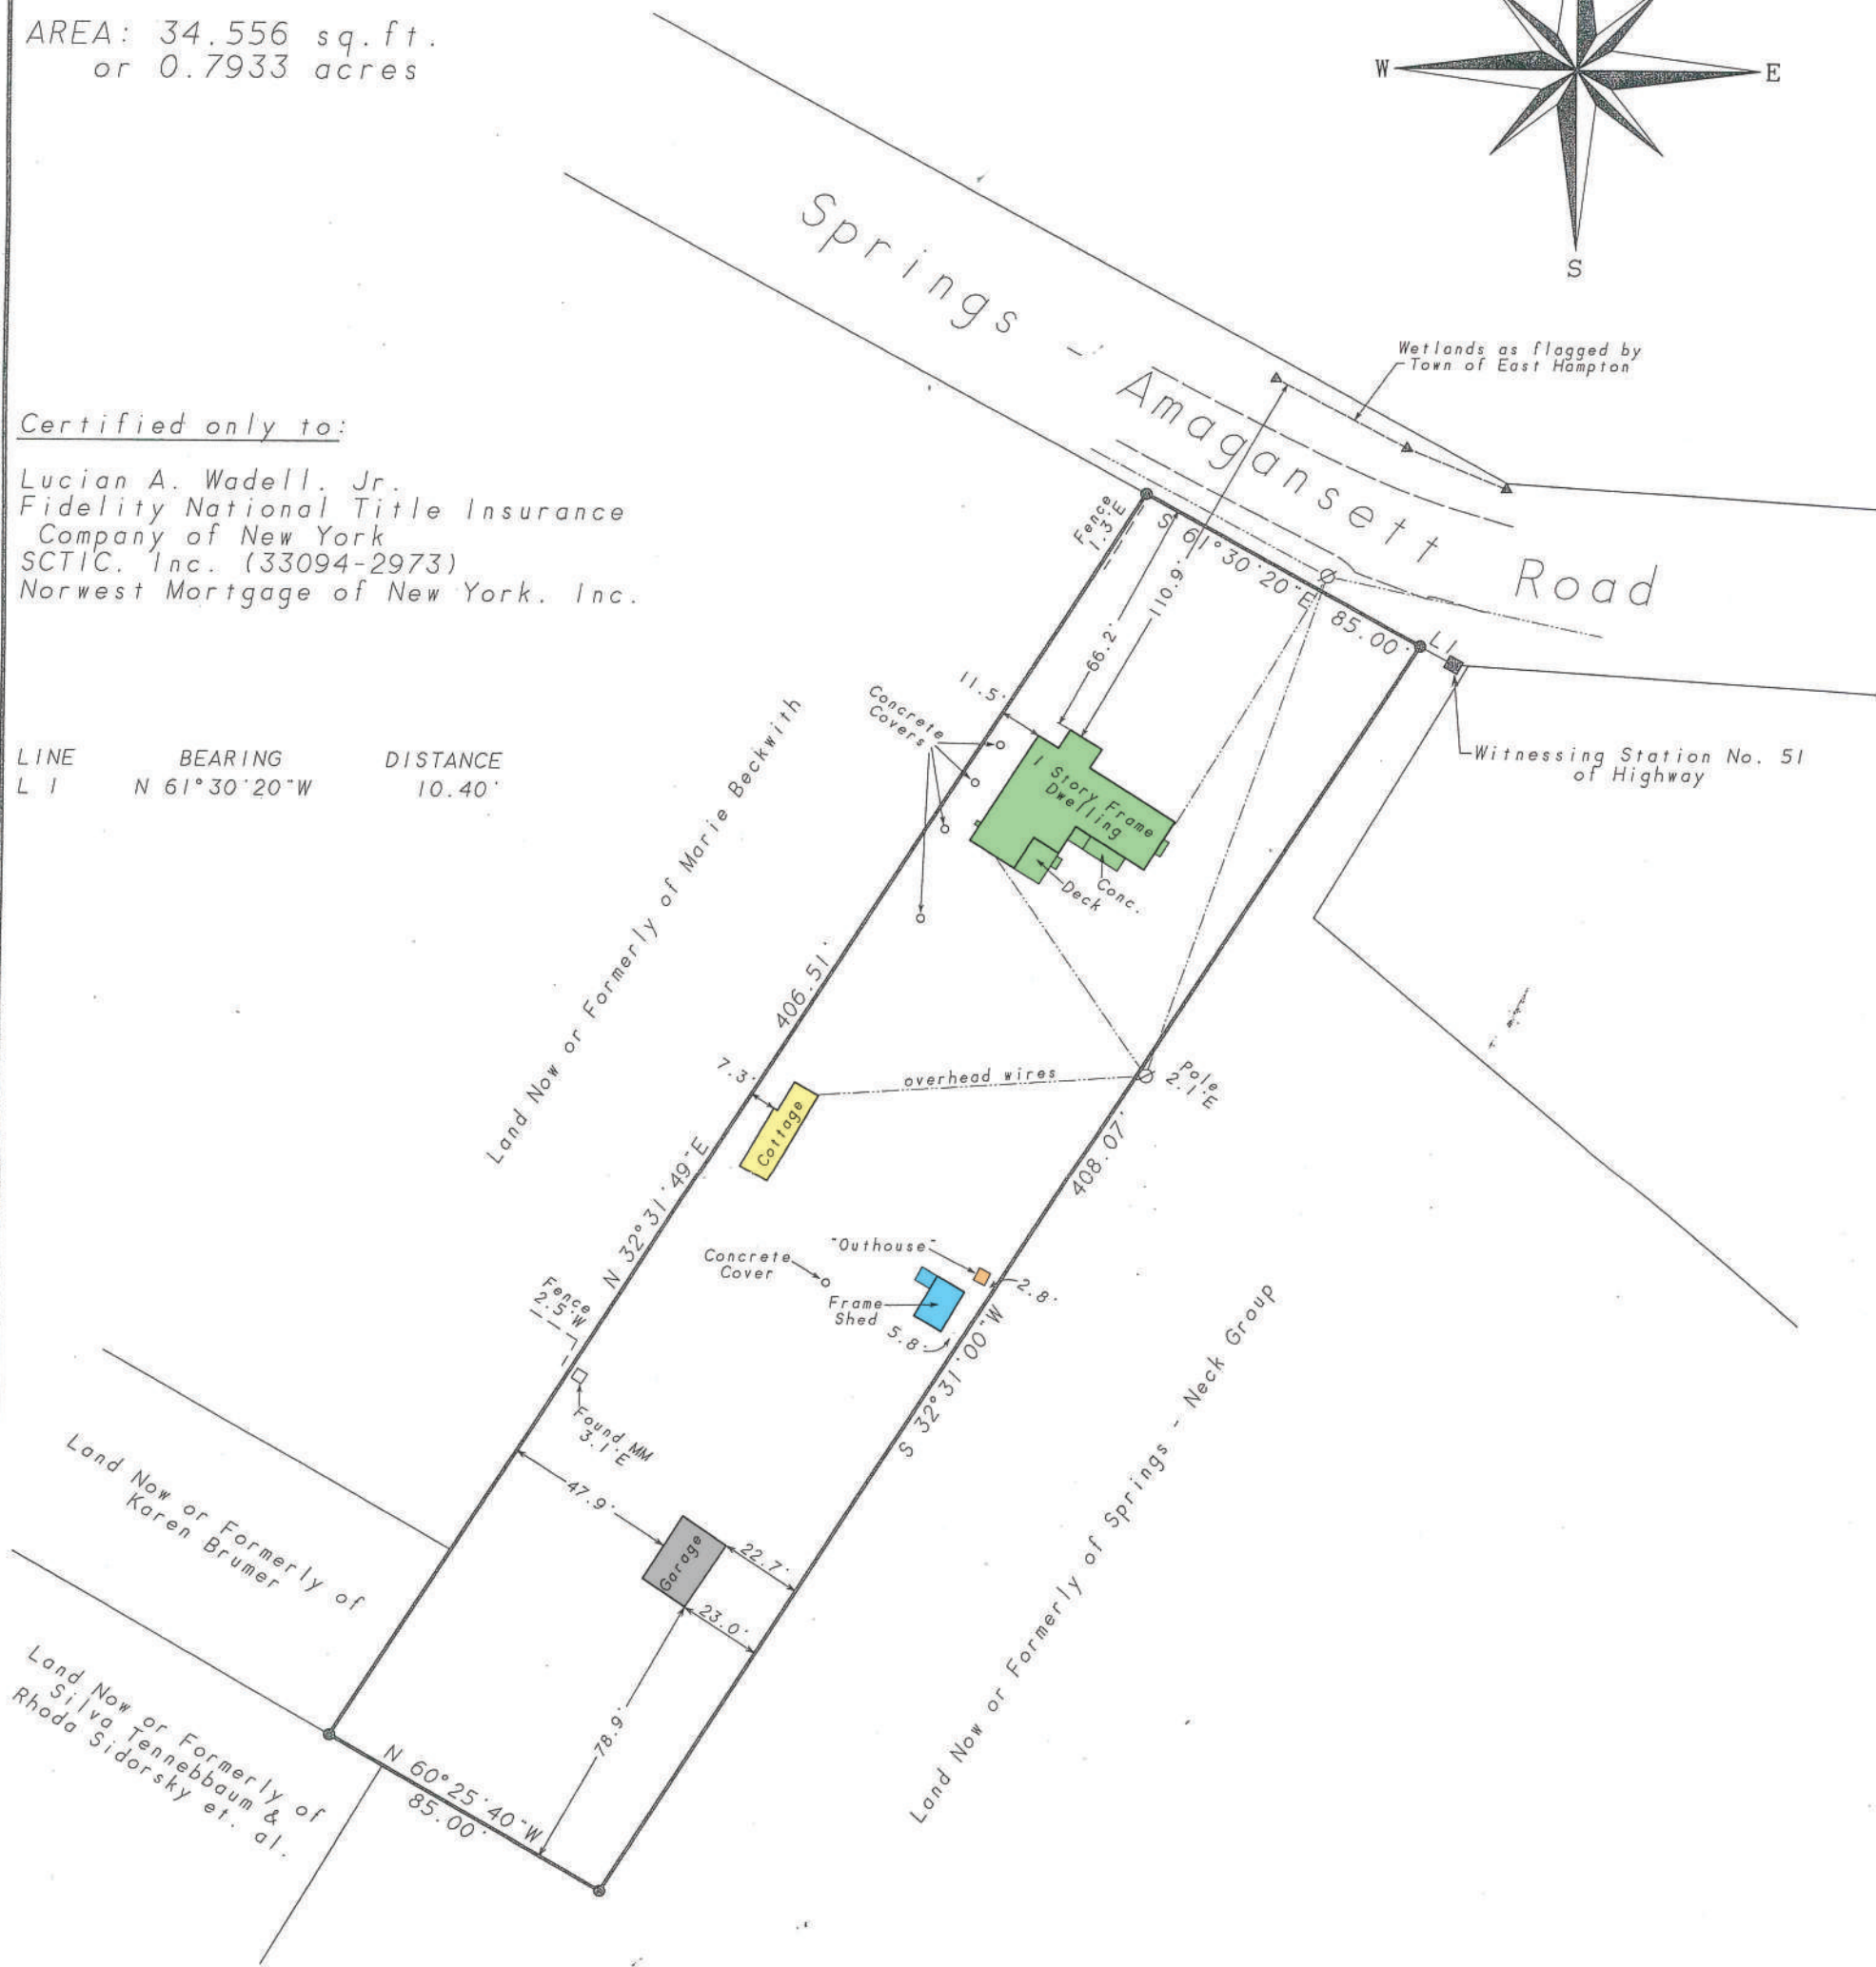 AREA: 34.556 sq.ft.
or 0.7933 acres
W
E
S
Springs - Amagansett Road
Wetlands as flagged by
Town of East Hampton
Certified only to:
Lucian A. Wadell. Jr.
Fidelity National Title Insurance
Company of New York
SCTIC. Inc. (33094-2973)
Norwest Mortgage of New York. Inc.
Fence
1.3'E
S 61°30'20"E
85.00'
L1
66.2'
110.9'
11.5'
Concrete
Covers
Witnessing Station No. 51
of Highway
LINE BEARING DISTANCE
L 1 N 61°30'20"W 10.40'
1 Story Frame
Dwelling
Deck
Conc.
Land Now or Formerly of Marie Beckwith
406.51'
7.3'
overhead wires
Pole
2.1'E
Cottage
408.07'
N 32°31'49"E
"Outhouse"
Concrete
Cover
2.8'
Frame
Shed
5.8'
Fence
2.5'W
S 32°31'00"W
Found MM
3.1'E
Land Now or Formerly of Springs - Neck Group
Land Now or Formerly of
Karen Brumer
47.9'
Garage
22.7'
23.0'
78.9'
Land Now or Formerly of
Silva Tennebbaum &
Rhoda Sidorsky et. al.
N 60°25'40"W
85.00'